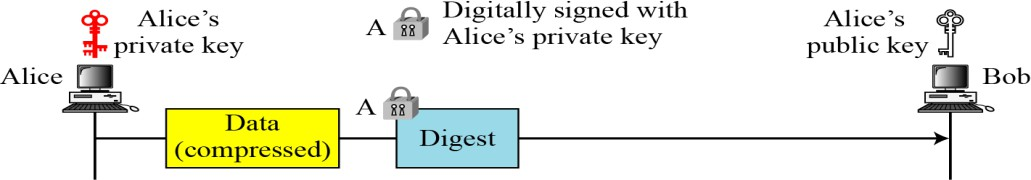 Alice’s
private key
A
Digitally signed with
Alice’s private key
Alice’s
public key
Alice
Bob
A
Data
(compressed)
Digest